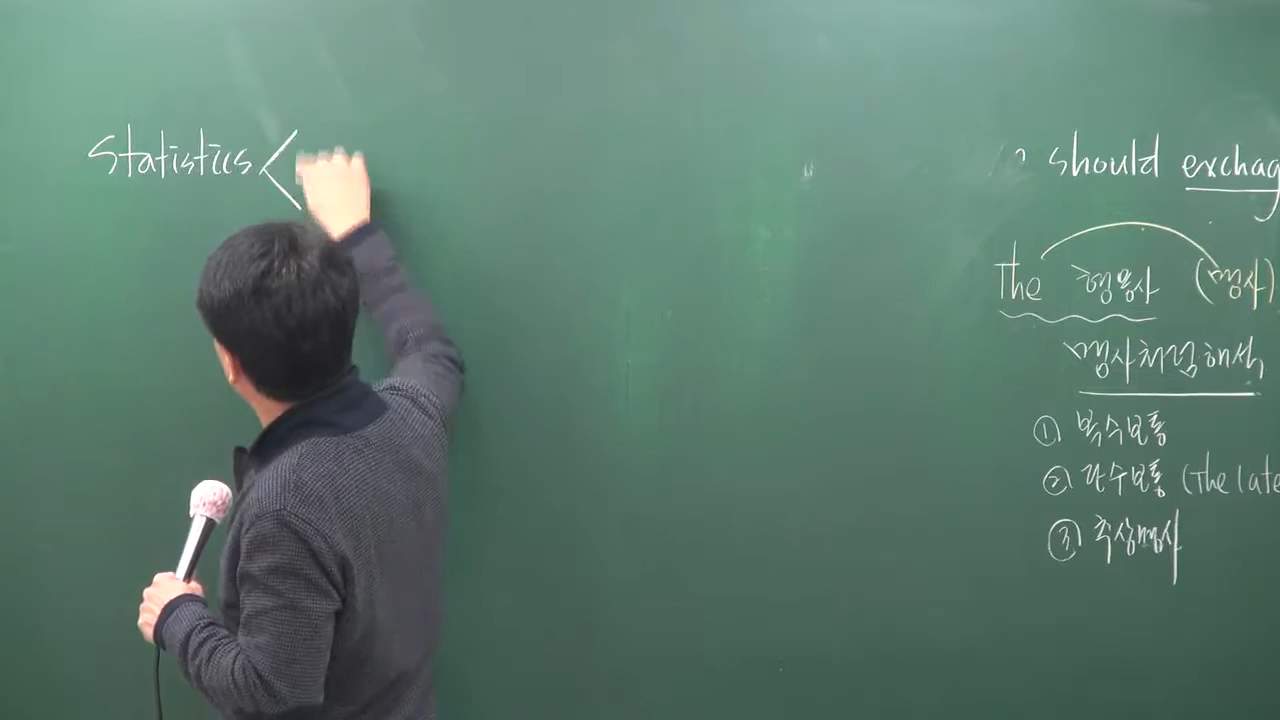 Statistics <
should exchag
The 형용사 (명사)
명사처럼해석
① 복수보통
② 단수보통 (The late
③ 추상명사